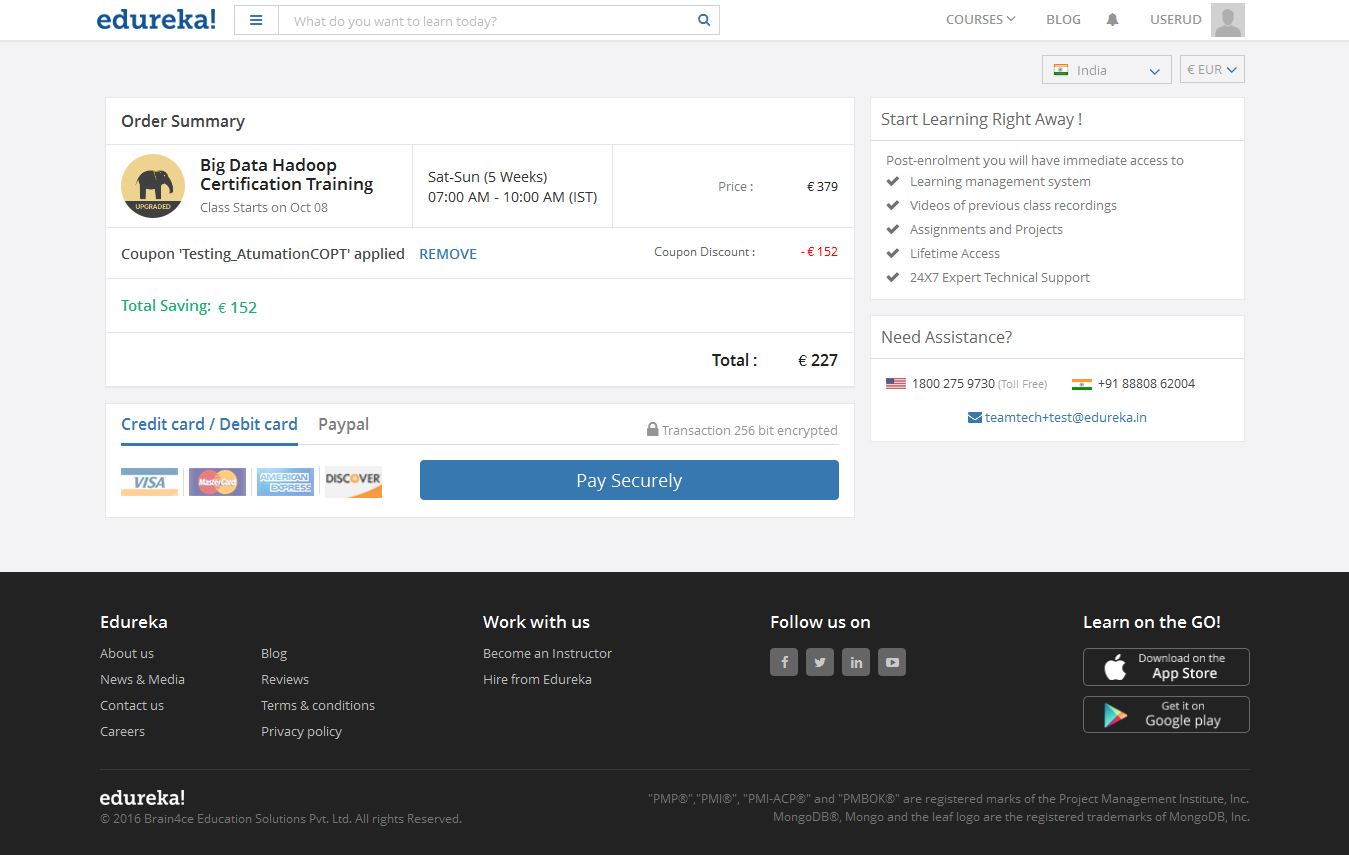 edureka!
What do you want to learn today?
COURSES
BLOG
USERUD
India
€ EUR
Order Summary
UPGRADED
Big Data Hadoop
Certification Training
Class Starts on Oct 08
Sat-Sun (5 Weeks)
07:00 AM - 10:00 AM (IST)
Price : € 379
Coupon 'Testing_AtumationCOPT' applied REMOVE
Coupon Discount : - € 152
Total Saving: € 152
Total : € 227
Credit card / Debit card
Paypal
Transaction 256 bit encrypted
VISA
MasterCard
AMERICAN
EXPRESS
DISCOVER
Pay Securely
Start Learning Right Away !
Post-enrolment you will have immediate access to
Learning management system
Videos of previous class recordings
Assignments and Projects
Lifetime Access
24X7 Expert Technical Support
Need Assistance?
1800 275 9730 (Toll Free)
+91 88808 62004
teamtech+test@edureka.in
Edureka
About us
News & Media
Contact us
Careers
Blog
Reviews
Terms & conditions
Privacy policy
Work with us
Become an Instructor
Hire from Edureka
Follow us on
Learn on the GO!
Download on the
App Store
Get it on
Google play
edureka!
© 2016 Brain4ce Education Solutions Pvt. Ltd. All rights Reserved.
"PMP®","PMI®", "PMI-ACP®" and "PMBOK®" are registered marks of the Project Management Institute, Inc.
MongoDB®, Mongo and the leaf logo are the registered trademarks of MongoDB, Inc.